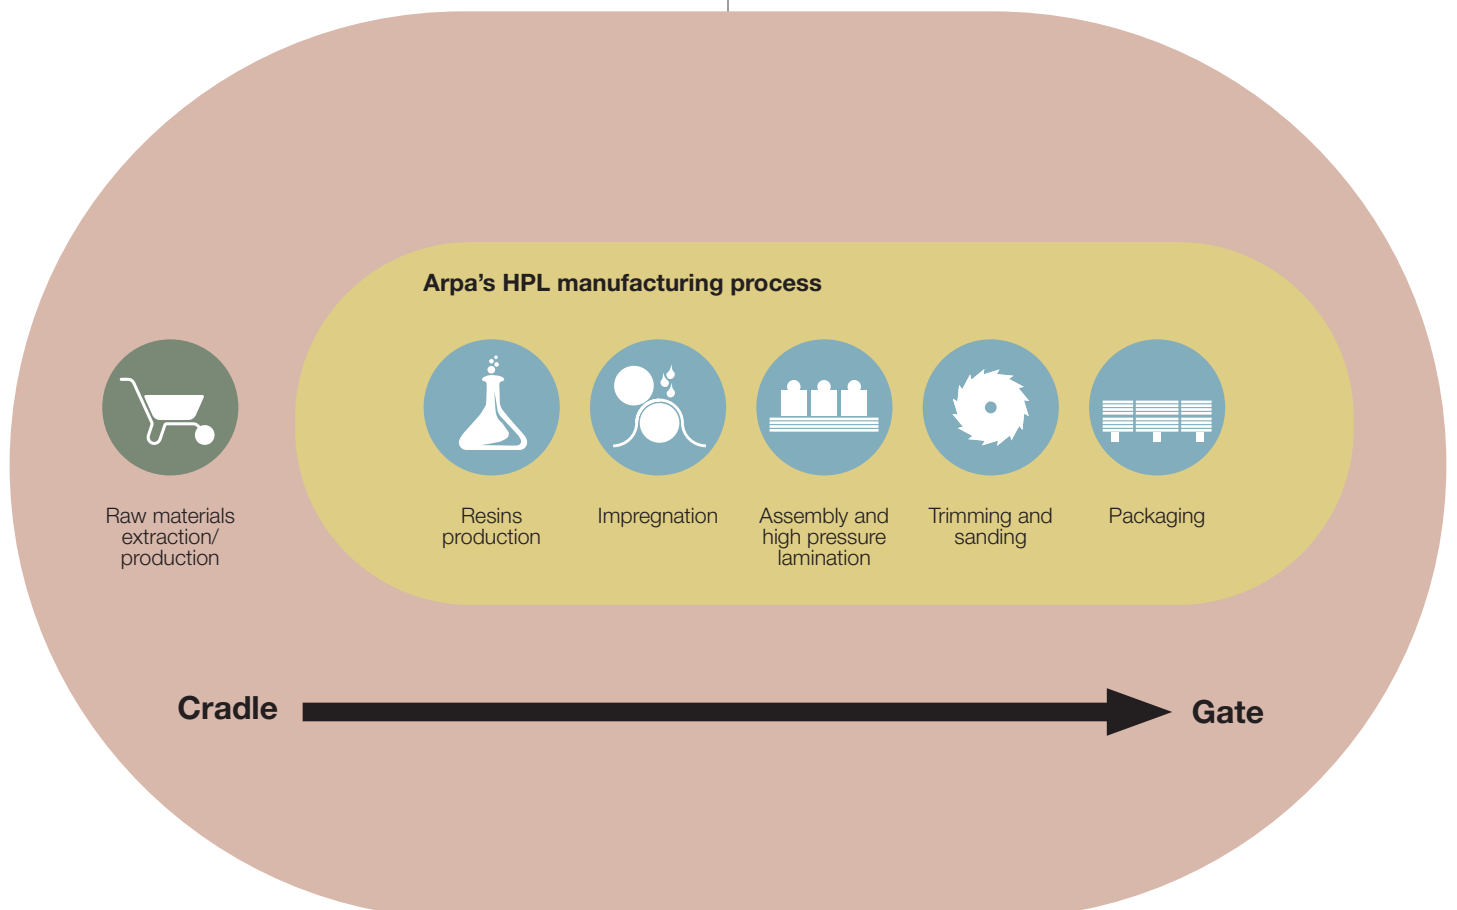 Arpa’s HPL manufacturing process
Raw materials
extraction/
production
Resins
production
Impregnation
Assembly and
high pressure
lamination
Trimming and
sanding
Packaging
Cradle
Gate